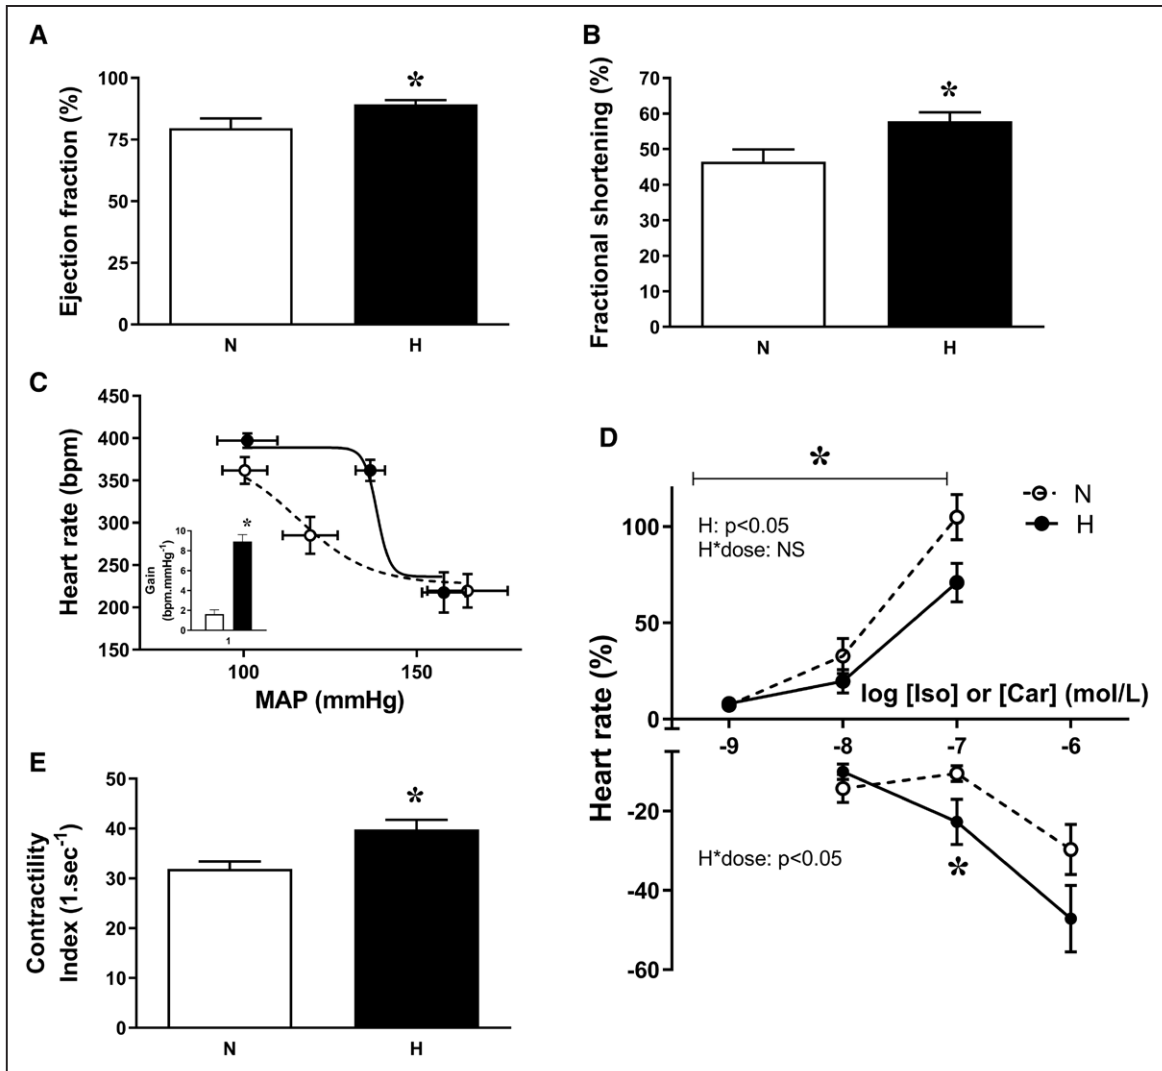 A
Ejection fraction (%)
100
75
50
25
0
*
N
H
B
Fractional shortening (%)
70
60
50
40
30
20
10
0
*
N
H
C
Heart rate (bpm)
450
400
350
300
250
200
150
100
150
MAP (mmHg)
Gain
(bpm.mmHg-1)
10
8
6
4
2
0
*
1
D
*
N
H
H: p<0.05
H*dose: NS
Heart rate (%)
100
50
0
log [Iso] or [Car] (mol/L)
-9
-8
-7
-6
-20
-40
-60
H*dose: p<0.05
*
E
Contractility
Index (1.sec-1)
50
40
30
20
10
0
*
N
H